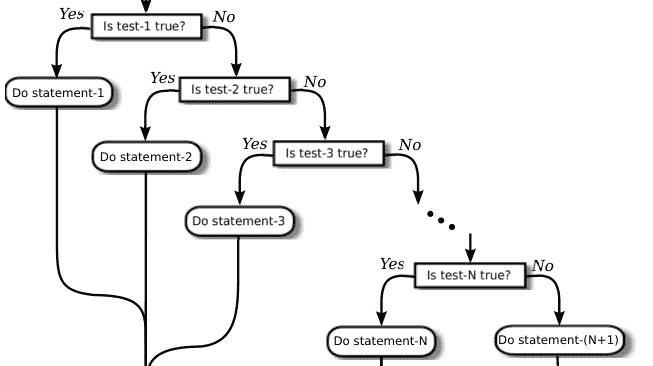 Yes
Is test-1 true?
No
Do statement-1
Yes
Is test-2 true?
No
Do statement-2
Yes
Is test-3 true?
No
Do statement-3
Yes
Is test-N true?
No
Do statement-N
Do statement-(N+1)